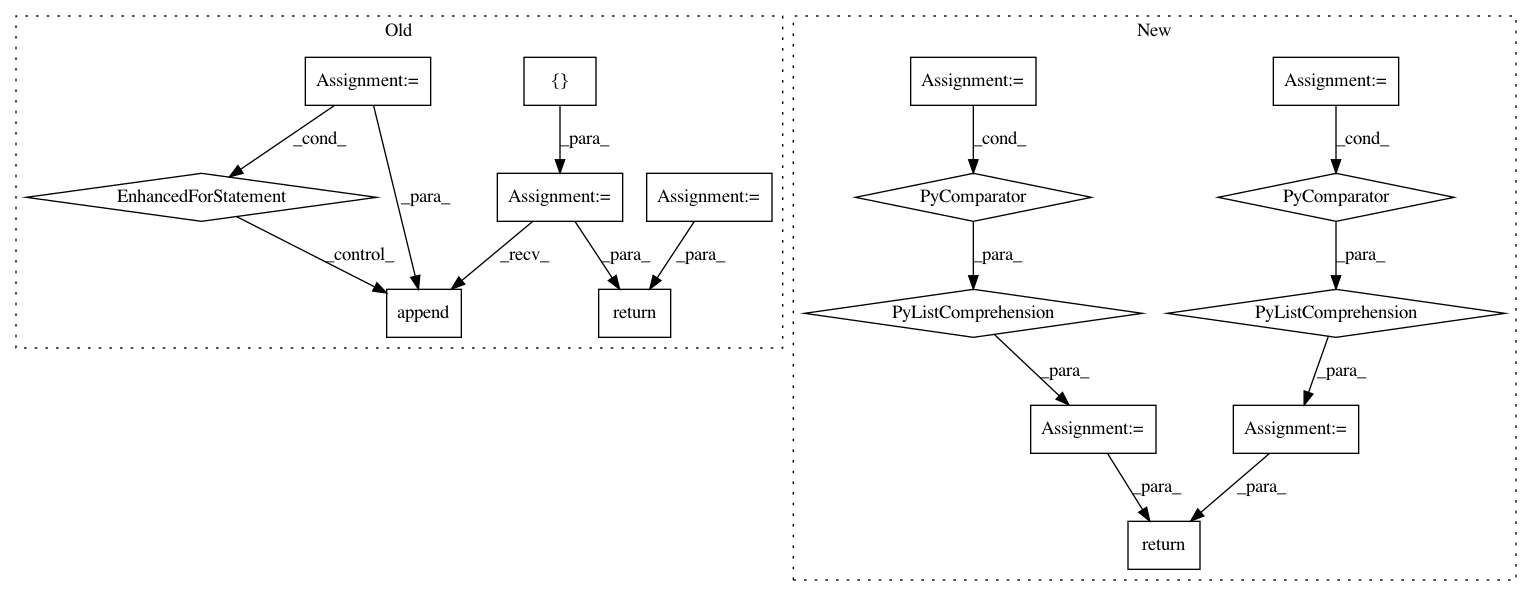 Old
New
Assignment:=
{}
Assignment:=
Assignment:=
_cond_
_para_
_cond_
_cond_
EnhancedForStatement
_para_
Assignment:=
Assignment:=
PyComparator
PyComparator
_control_
_recv_
_para_
_para_
_para_
_para_
append
return
PyListComprehension
PyListComprehension
_para_
_para_
Assignment:=
Assignment:=
_para_
_para_
return